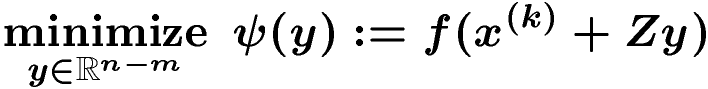 minimize ψ(y) := f(x^{(k)} + Zy)
y∈ℝ^{n−m}